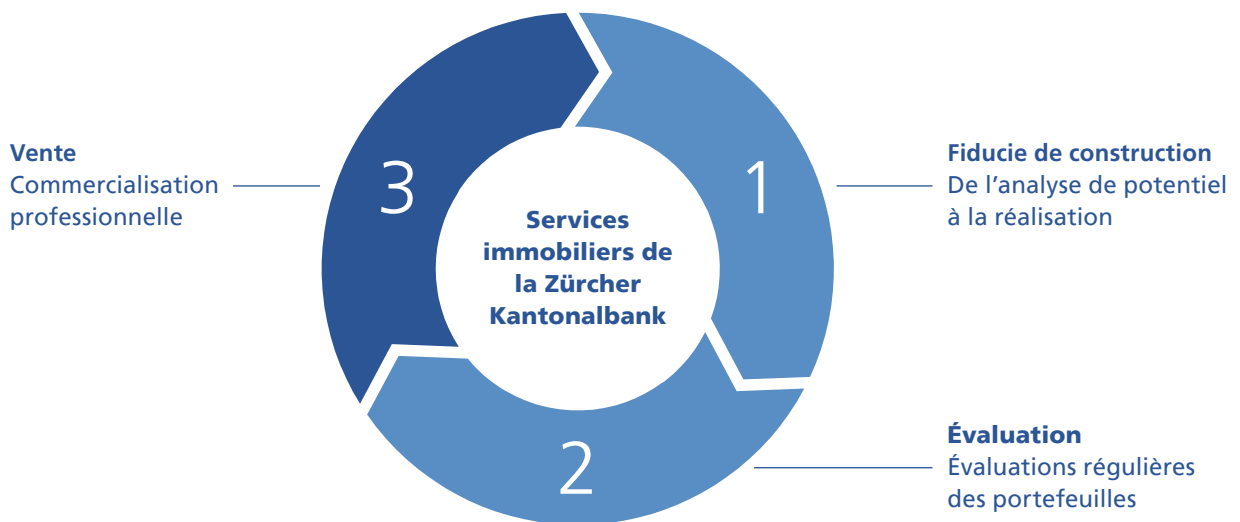 Vente
Commercialisation
professionnelle
3
Services
immobiliers de
la Zürcher
Kantonalbank
1
Fiducie de construction
De l’analyse de potentiel
à la réalisation
2
Évaluation
Évaluations régulières
des portefeuilles